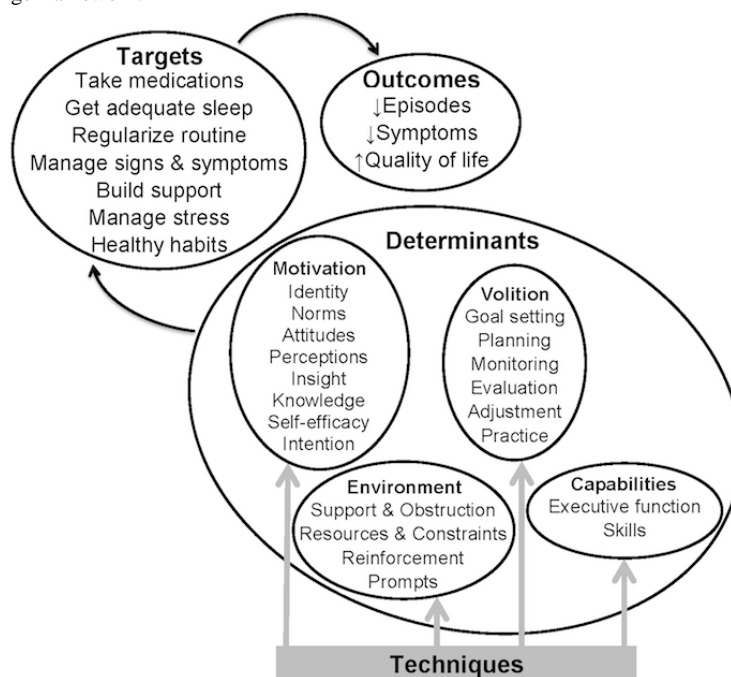 Targets
Take medications
Get adequate sleep
Regularize routine
Manage signs & symptoms
Build support
Manage stress
Healthy habits
Outcomes
↓Episodes
↓Symptoms
↑Quality of life
Determinants
Motivation
Identity
Norms
Attitudes
Perceptions
Insight
Knowledge
Self-efficacy
Intention
Volition
Goal setting
Planning
Monitoring
Evaluation
Adjustment
Practice
Environment
Support & Obstruction
Resources & Constraints
Reinforcement
Prompts
Capabilities
Executive function
Skills
Techniques